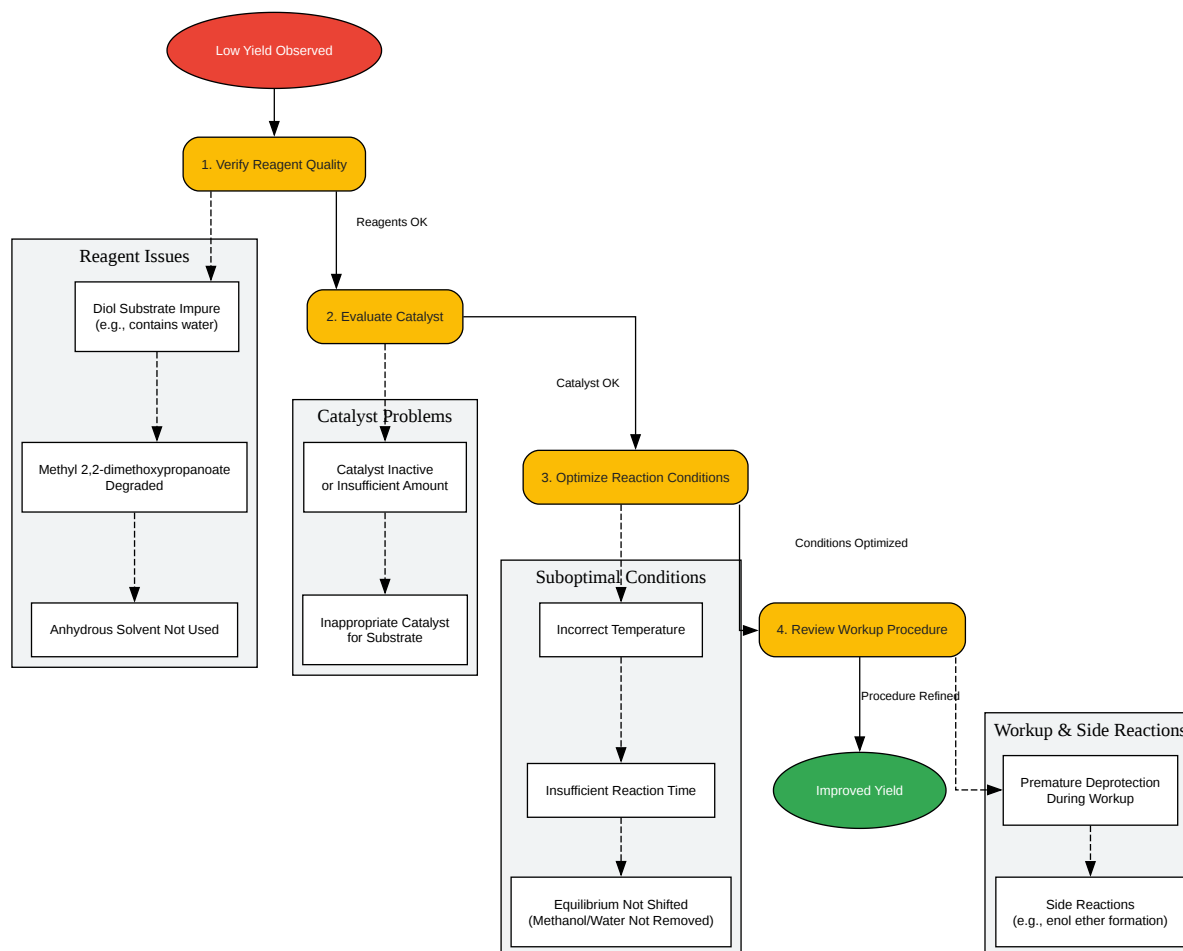 Low Yield Observed
1. Verify Reagent Quality
Reagents OK
Reagent Issues
Diol Substrate Impure
(e.g., contains water)
Methyl 2,2-dimethoxypropanoate
Degraded
Anhydrous Solvent Not Used
2. Evaluate Catalyst
Catalyst OK
Catalyst Problems
Catalyst Inactive
or Insufficient Amount
Inappropriate Catalyst
for Substrate
3. Optimize Reaction Conditions
Conditions Optimized
Suboptimal Conditions
Incorrect Temperature
Insufficient Reaction Time
Equilibrium Not Shifted
(Methanol/Water Not Removed)
4. Review Workup Procedure
Procedure Refined
Improved Yield
Workup & Side Reactions
Premature Deprotection
During Workup
Side Reactions
(e.g., enol ether formation)